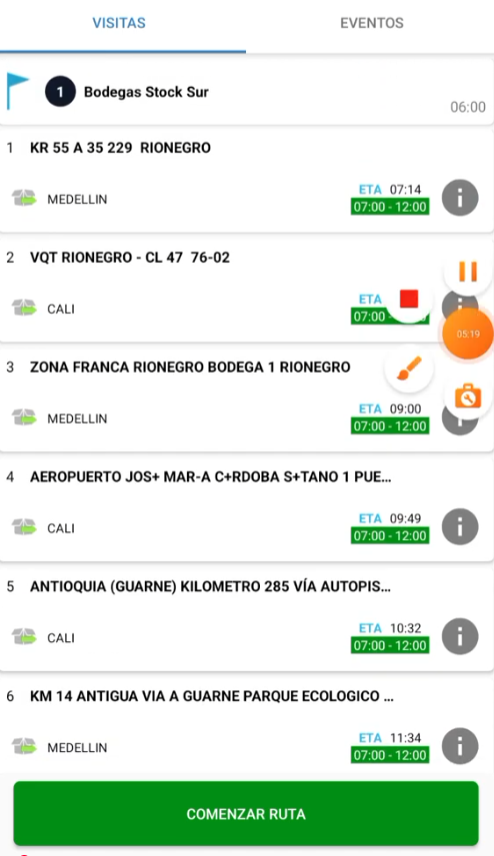 VISITAS EVENTOS
1 Bodegas Stock Sur
06:00
1 KR 55 A 35 229 RIONEGRO
MEDELLIN
ETA 07:14
07:00 - 12:00
2 VQT RIONEGRO - CL 47 76-02
CALI
ETA
07:00
05:19
3 ZONA FRANCA RIONEGRO BODEGA 1 RIONEGRO
MEDELLIN
ETA 09:00
07:00 - 12:00
4 AEROPUERTO JOS+ MAR-A C+RDOBA S+TANO 1 PUE...
CALI
ETA 09:49
07:00 - 12:00
5 ANTIOQUIA (GUARNE) KILOMETRO 285 VÍA AUTOPIS...
CALI
ETA 10:32
07:00 - 12:00
6 KM 14 ANTIGUA VIA A GUARNE PARQUE ECOLOGICO ...
MEDELLIN
ETA 11:34
07:00 - 12:00
COMENZAR RUTA